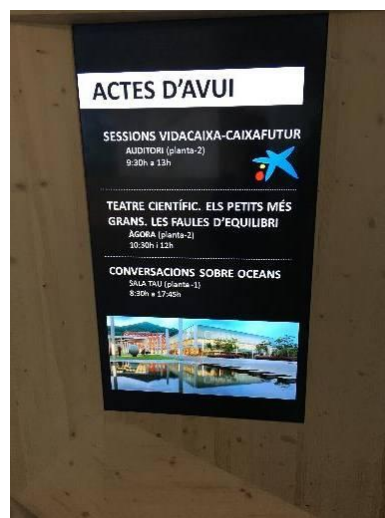 ACTES D'AVUI
SESSIONS VIDACAIXA-CAIXAFUTUR
AUDITORI (planta-2)
9:30h a 13h
TEATRE CIENTÍFIC. ELS PETITS MÉS
GRANS. LES FAULES D'EQUILIBRI
ÀGORA (planta-2)
10:30h i 12h
CONVERSACIONS SOBRE OCEANS
SALA TAU (planta -1)
8:30h a 17:45h